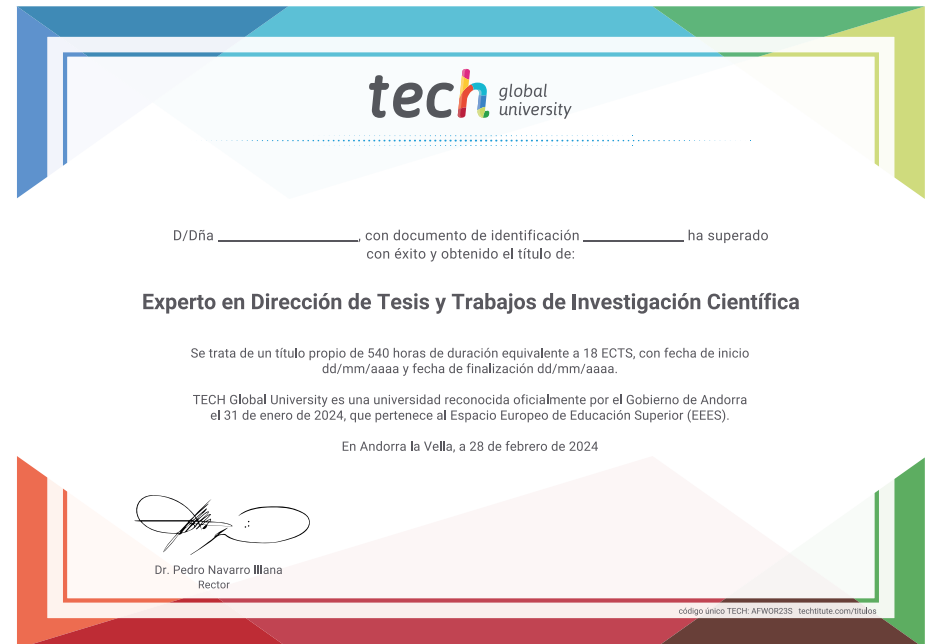 tech global
university
D/Dña ____________________, con documento de identificación ______________ ha superado
con éxito y obtenido el título de:
Experto en Dirección de Tesis y Trabajos de Investigación Científica
Se trata de un título propio de 540 horas de duración equivalente a 18 ECTS, con fecha de inicio
dd/mm/aaaa y fecha de finalización dd/mm/aaaa.
TECH Global University es una universidad reconocida oficialmente por el Gobierno de Andorra
el 31 de enero de 2024, que pertenece al Espacio Europeo de Educación Superior (EEES).
En Andorra la Vella, a 28 de febrero de 2024
Dr. Pedro Navarro Illana
Rector
código único TECH: AFWOR23S techtitute.com/titulos